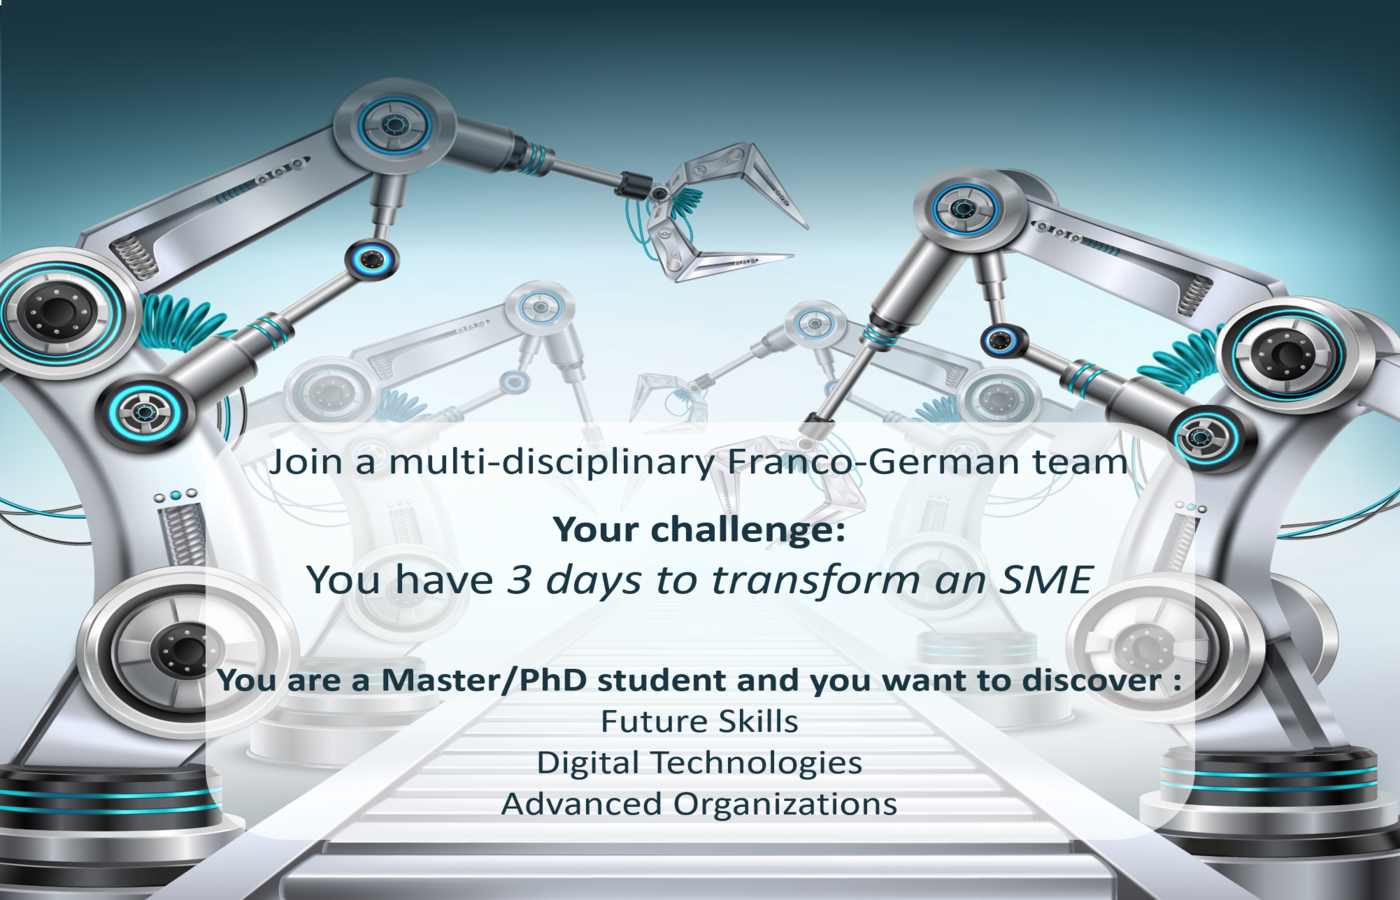 Join a multi-disciplinary Franco-German team
Your challenge:
You have 3 days to transform an SME
You are a Master/PhD student and you want to discover :
Future Skills
Digital Technologies
Advanced Organizations